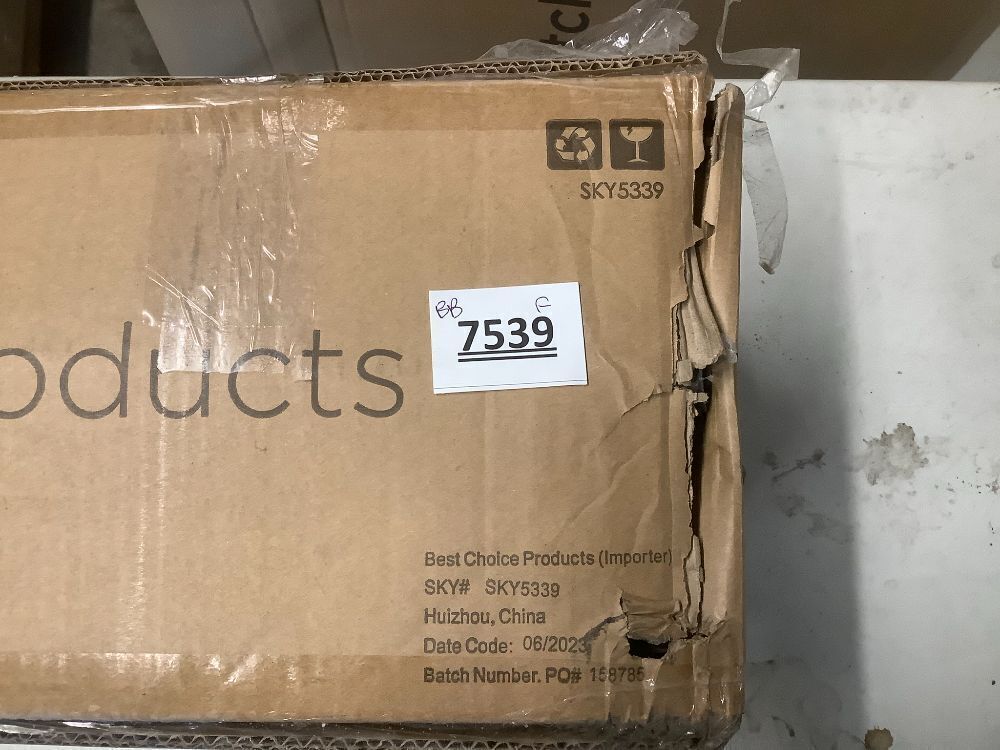 tch
SKY5339
BB F
7539
oducts
Best Choice Products (Importer)
SKY# SKY5339
Huizhou, China
Date Code: 06/2023
Batch Number. PO# 158785